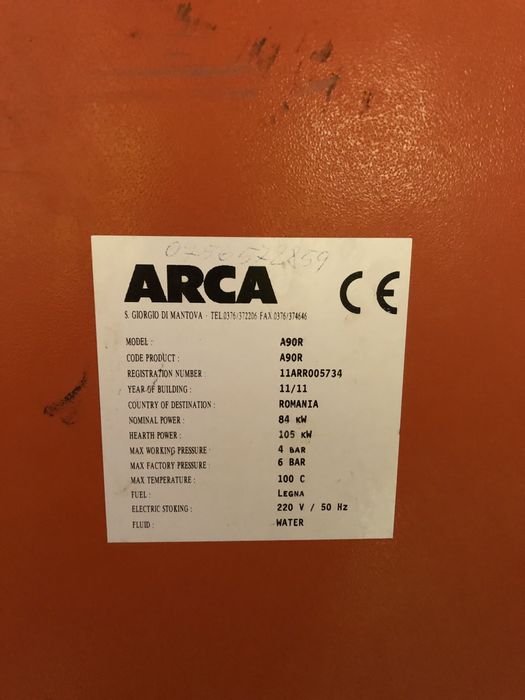 0750572859
ARCA
CE
S. GIORGIO DI MANTOVA - TEL.0376/372206 FAX.0376/374646
MODEL : A90R
CODE PRODUCT : A90R
REGISTRATION NUMBER : 11ARR005734
YEAR OF BUILDING : 11/11
COUNTRY OF DESTINATION : ROMANIA
NOMINAL POWER : 84 KW
HEARTH POWER : 105 KW
MAX WORKING PRESSURE : 4 BAR
MAX FACTORY PRESSURE : 6 BAR
MAX TEMPERATURE : 100 C
FUEL : LEGNA
ELECTRIC STOKING : 220 V / 50 Hz
FLUID : WATER